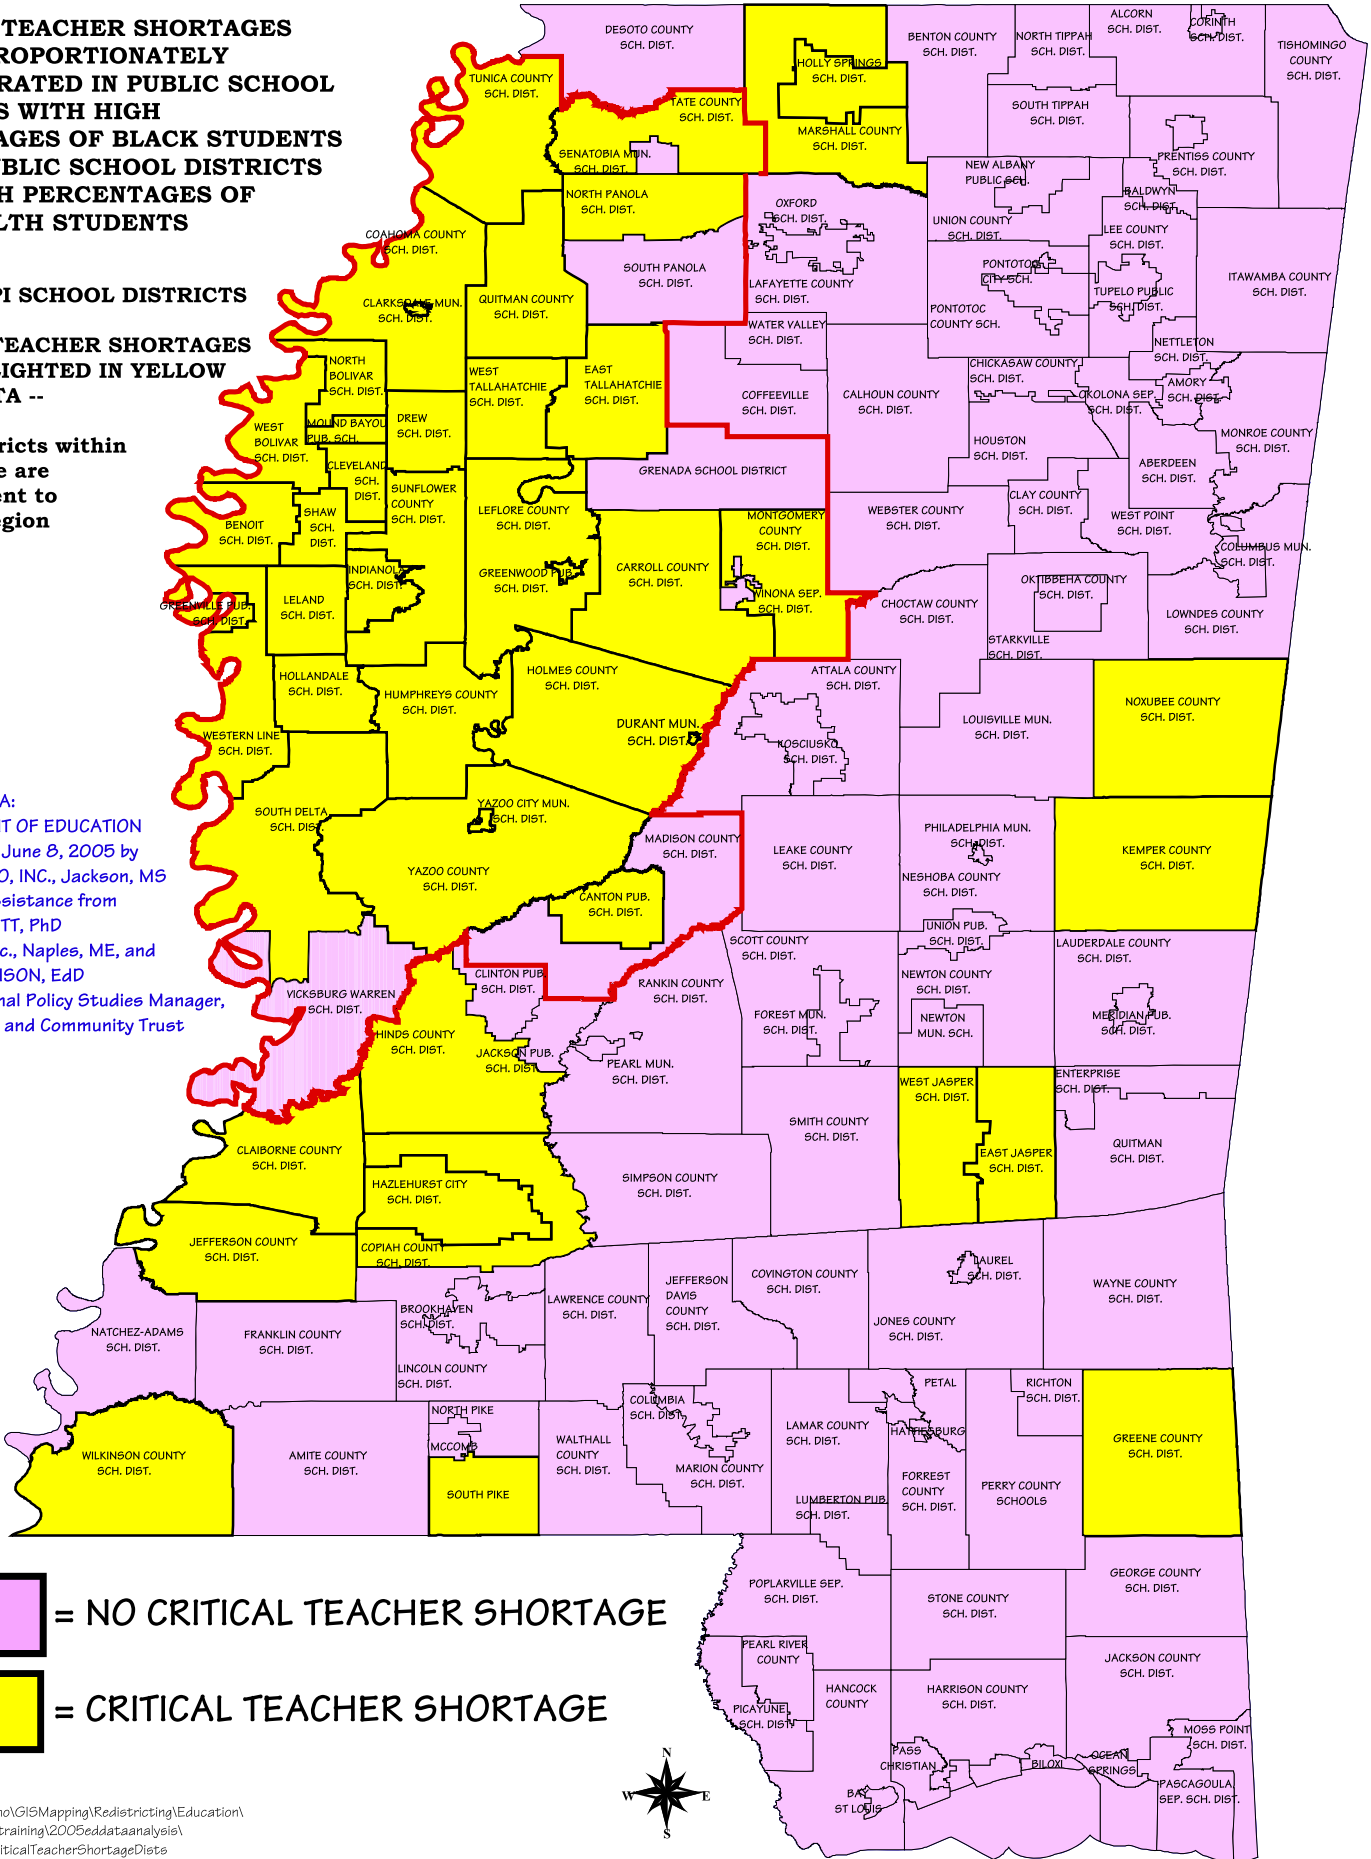 TEACHER SHORTAGES
ROPORTIONATELY
RATED IN PUBLIC SCHOOL
S WITH HIGH
AGES OF BLACK STUDENTS
UBLIC SCHOOL DISTRICTS
H PERCENTAGES OF
LTH STUDENTS
PI SCHOOL DISTRICTS
TEACHER SHORTAGES
LIGHTED IN YELLOW
TA --
ricts within
e are
ent to
egion
A:
T OF EDUCATION
June 8, 2005 by
O, INC., Jackson, MS
sistance from
TT, PhD
c., Naples, ME, and
NSON, EdD
nal Policy Studies Manager,
and Community Trust
DESOTO COUNTY
SCH. DIST.
TUNICA COUNTY
SCH. DIST.
TATE COUNTY
SCH. DIST.
SENATOBIA MUN.
SCH. DIST.
HOLLY SPRINGS
SCH. DIST.
MARSHALL COUNTY
SCH. DIST.
BENTON COUNTY
SCH. DIST.
NORTH TIPPAH
SCH. DIST.
ALCORN
SCH. DIST.
CORINTH
SCH. DIST.
TISHOMINGO
COUNTY
SCH. DIST.
SOUTH TIPPAH
SCH. DIST.
PRENTISS COUNTY
SCH. DIST.
NEW ALBANY
PUBLIC SCH.
BALDWYN
SCH. DIST.
UNION COUNTY
SCH. DIST.
LEE COUNTY
SCH. DIST.
NORTH PANOLA
SCH. DIST.
OXFORD
SCH. DIST.
COAHOMA COUNTY
SCH. DIST.
SOUTH PANOLA
SCH. DIST.
LAFAYETTE COUNTY
SCH. DIST.
PONTOTOC
CITY SCH.
TUPELO PUBLIC
SCH. DIST.
ITAWAMBA COUNTY
SCH. DIST.
CLARKSDALE MUN.
SCH. DIST.
QUITMAN COUNTY
SCH. DIST.
PONTOTOC
COUNTY SCH.
WATER VALLEY
SCH. DIST.
NETTLETON
SCH. DIST.
NORTH
BOLIVAR
SCH. DIST.
WEST
TALLAHATCHIE
SCH. DIST.
EAST
TALLAHATCHIE
SCH. DIST.
COFFEEVILLE
SCH. DIST.
CALHOUN COUNTY
SCH. DIST.
CHICKASAW COUNTY
SCH. DIST.
OKOLONA SEP.
SCH. DIST.
AMORY
SCH. DIST.
MOUND BAYOU
PUB. SCH.
DREW
SCH. DIST.
WEST
BOLIVAR
SCH. DIST.
HOUSTON
SCH. DIST.
MONROE COUNTY
SCH. DIST.
CLEVELAND
SCH.
DIST.
GRENADA SCHOOL DISTRICT
ABERDEEN
SCH. DIST.
SUNFLOWER
COUNTY
SCH. DIST.
CLAY COUNTY
SCH. DIST.
BENOIT
SCH. DIST.
SHAW
SCH.
DIST.
LEFLORE COUNTY
SCH. DIST.
MONTGOMERY
COUNTY
SCH. DIST.
WEBSTER COUNTY
SCH. DIST.
WEST POINT
SCH. DIST.
COLUMBUS MUN.
SCH. DIST.
INDIANOLA
SCH. DIST.
GREENWOOD PUB.
SCH. DIST.
CARROLL COUNTY
SCH. DIST.
OKTIBBEHA COUNTY
SCH. DIST.
GREENVILLE PUB.
SCH. DIST.
LELAND
SCH. DIST.
WINONA SEP.
SCH. DIST.
CHOCTAW COUNTY
SCH. DIST.
LOWNDES COUNTY
SCH. DIST.
STARKVILLE
SCH. DIST.
HOLLANDALE
SCH. DIST.
HUMPHREYS COUNTY
SCH. DIST.
HOLMES COUNTY
SCH. DIST.
ATTALA COUNTY
SCH. DIST.
NOXUBEE COUNTY
SCH. DIST.
WESTERN LINE
SCH. DIST.
DURANT MUN.
SCH. DIST.
KOSCIUSKO
SCH. DIST.
LOUISVILLE MUN.
SCH. DIST.
SOUTH DELTA
SCH. DIST.
YAZOO CITY MUN.
SCH. DIST.
MADISON COUNTY
SCH. DIST.
LEAKE COUNTY
SCH. DIST.
PHILADELPHIA MUN.
SCH. DIST.
KEMPER COUNTY
SCH. DIST.
YAZOO COUNTY
SCH. DIST.
CANTON PUB.
SCH. DIST.
NESHOBA COUNTY
SCH. DIST.
UNION PUB.
SCH. DIST.
SCOTT COUNTY
SCH. DIST.
LAUDERDALE COUNTY
SCH. DIST.
VICKSBURG WARREN
SCH. DIST.
CLINTON PUB.
SCH. DIST.
RANKIN COUNTY
SCH. DIST.
NEWTON COUNTY
SCH. DIST.
FOREST MUN.
SCH. DIST.
NEWTON
MUN. SCH.
MERIDIAN PUB.
SCH. DIST.
HINDS COUNTY
SCH. DIST.
JACKSON PUB.
SCH. DIST.
PEARL MUN.
SCH. DIST.
WEST JASPER
SCH. DIST.
ENTERPRISE
SCH. DIST.
SMITH COUNTY
SCH. DIST.
CLAIBORNE COUNTY
SCH. DIST.
EAST JASPER
SCH. DIST.
QUITMAN
SCH. DIST.
HAZLEHURST CITY
SCH. DIST.
SIMPSON COUNTY
SCH. DIST.
JEFFERSON COUNTY
SCH. DIST.
COPIAH COUNTY
SCH. DIST.
LAUREL
SCH. DIST.
JEFFERSON
DAVIS
COUNTY
SCH. DIST.
COVINGTON COUNTY
SCH. DIST.
WAYNE COUNTY
SCH. DIST.
NATCHEZ-ADAMS
SCH. DIST.
FRANKLIN COUNTY
SCH. DIST.
BROOKHAVEN
SCH. DIST.
LAWRENCE COUNTY
SCH. DIST.
JONES COUNTY
SCH. DIST.
LINCOLN COUNTY
SCH. DIST.
COLUMBIA
SCH. DIST.
PETAL
RICHTON
SCH. DIST.
NORTH PIKE
MCCOMB
WILKINSON COUNTY
SCH. DIST.
AMITE COUNTY
SCH. DIST.
WALTHALL
COUNTY
SCH. DIST.
MARION COUNTY
SCH. DIST.
LAMAR COUNTY
SCH. DIST.
HATTIESBURG
GREENE COUNTY
SCH. DIST.
SOUTH PIKE
LUMBERTON PUB.
SCH. DIST.
FORREST
COUNTY
SCH. DIST.
PERRY COUNTY
SCHOOLS
POPLARVILLE SEP.
SCH. DIST.
STONE COUNTY
SCH. DIST.
GEORGE COUNTY
SCH. DIST.
PEARL RIVER
COUNTY
HANCOCK
COUNTY
HARRISON COUNTY
SCH. DIST.
JACKSON COUNTY
SCH. DIST.
PICAYUNE
SCH. DIST.
MOSS POINT
SCH. DIST.
PASS
CHRISTIAN
BILOXI
OCEAN
SPRINGS
BAY
ST LOUIS
PASCAGOULA
SEP. SCH. DIST.
= NO CRITICAL TEACHER SHORTAGE
= CRITICAL TEACHER SHORTAGE
N
W E
S
no\GISMapping\Redistricting\Education\
training\2005eddataanalysis\
riticalTeacherShortageDists